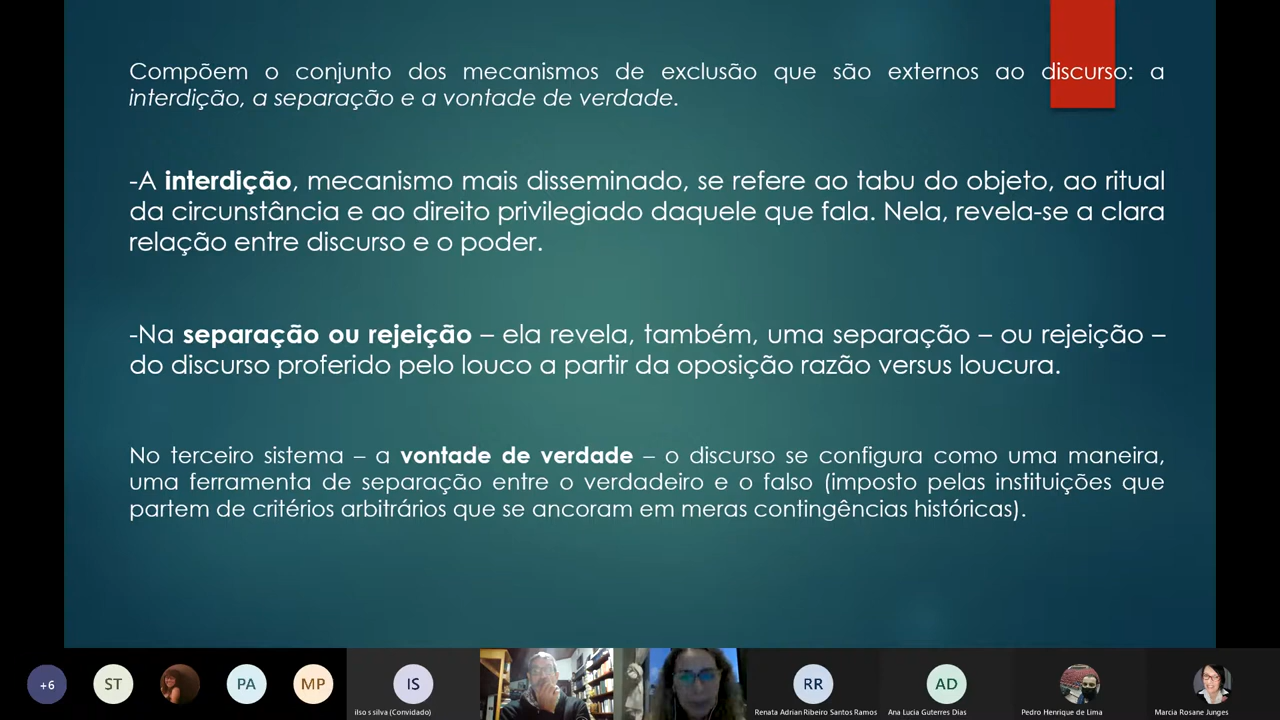 Compõem o conjunto dos mecanismos de exclusão que são externos ao discurso: a
interdição, a separação e a vontade de verdade.
-A interdição, mecanismo mais disseminado, se refere ao tabu do objeto, ao ritual
da circunstância e ao direito privilegiado daquele que fala. Nela, revela-se a clara
relação entre discurso e o poder.
-Na separação ou rejeição – ela revela, também, uma separação – ou rejeição –
do discurso proferido pelo louco a partir da oposição razão versus loucura.
No terceiro sistema – a vontade de verdade – o discurso se configura como uma maneira,
uma ferramenta de separação entre o verdadeiro e o falso (imposto pelas instituições que
partem de critérios arbitrários que se ancoram em meras contingências históricas).
+6 ST PA MP IS RR AD
ilso s silva (Convidado) Renata Adrian Ribeiro Santos Ramos Ana Lucia Guterres Dias Pedro Henrique de Lima Marcia Rosane Junges